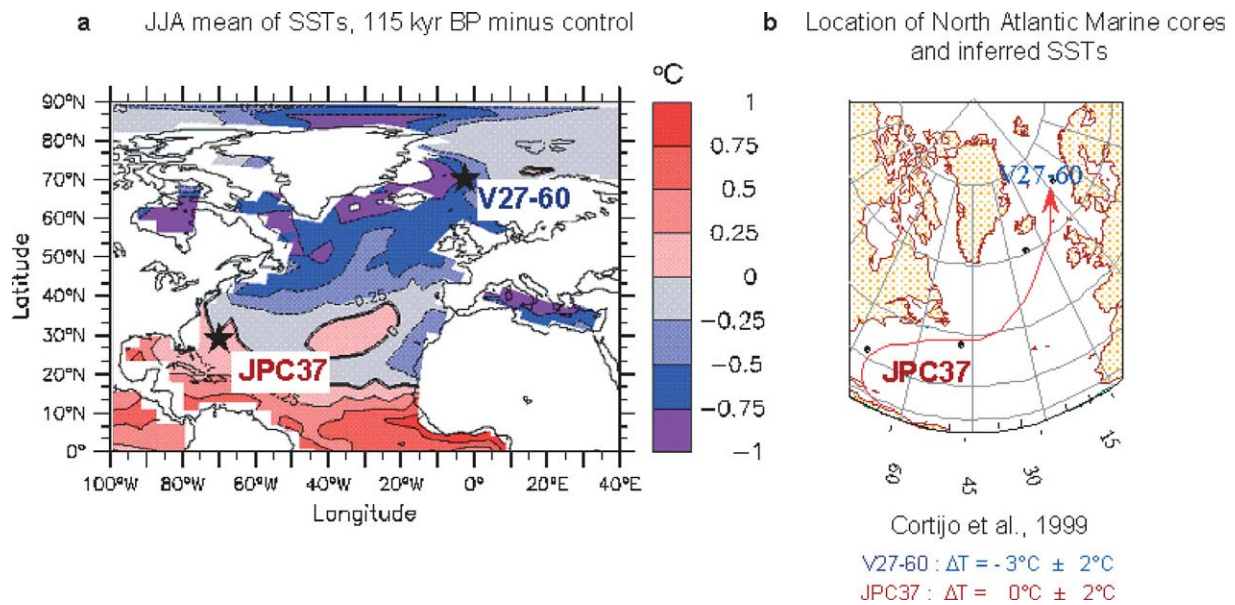 a JJA mean of SSTs, 115 kyr BP minus control
°C
90°N
80°N
70°N
60°N
50°N
40°N
30°N
20°N
10°N
0°
Latitude
V27-60
JPC37
-0.25
0
100°W 80°W 60°W 40°W 20°W 0° 20°E 40°E
Longitude
1
0.75
0.5
0.25
0
−0.25
−0.5
−0.75
−1
b Location of North Atlantic Marine cores
and inferred SSTs
V27-60
JPC37
60
45
30
15
Cortijo et al., 1999
V27-60 : ΔT = - 3°C ± 2°C
JPC37 : ΔT = 0°C ± 2°C